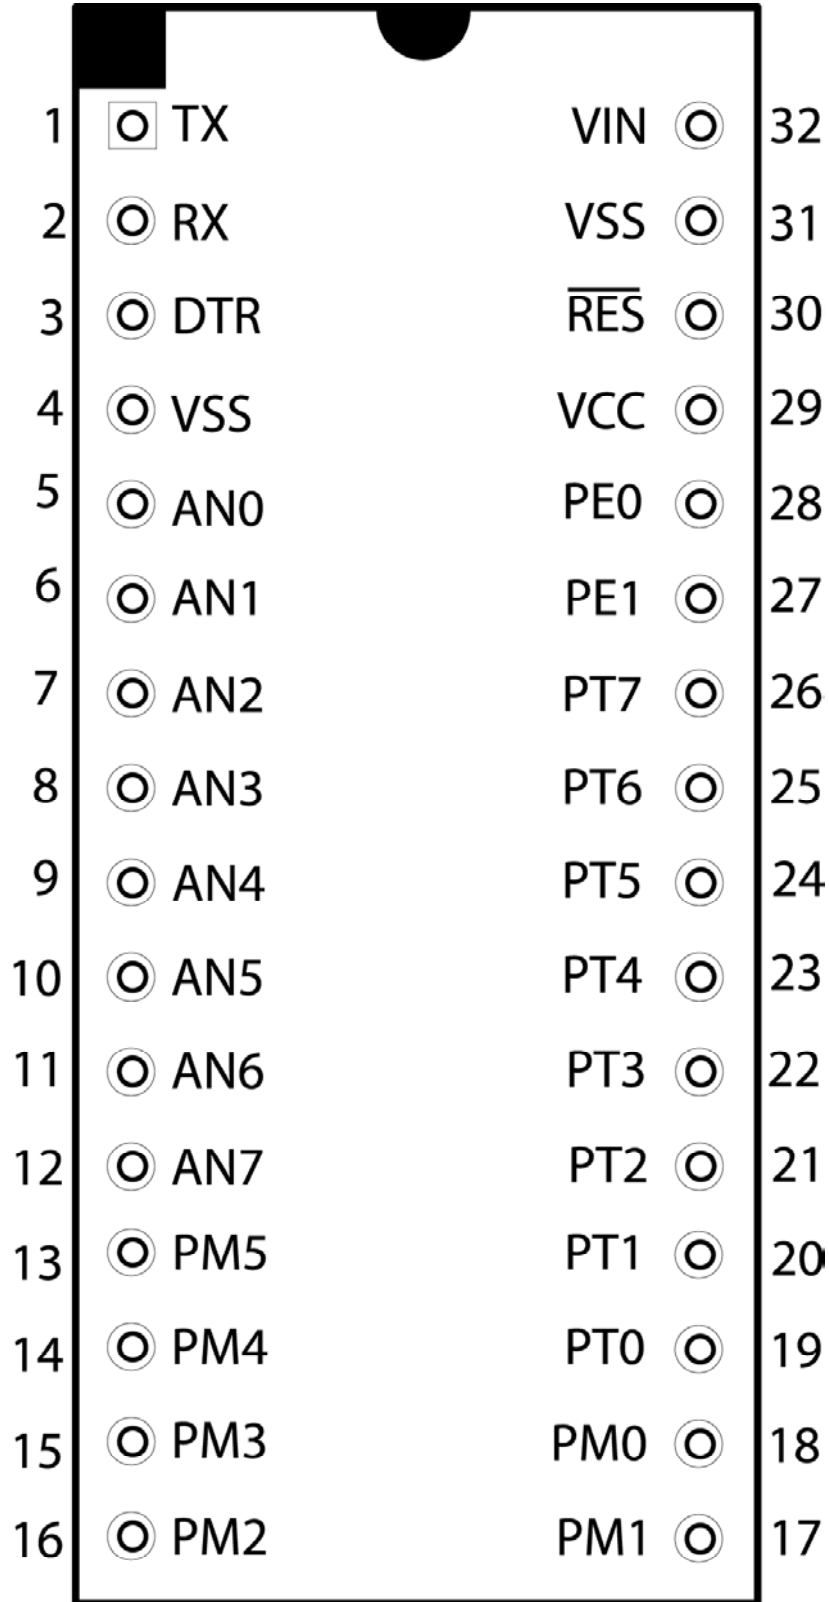 1 TX VIN 32
2 RX VSS 31
3 DTR R̅E̅S̅ 30
4 VSS VCC 29
5 AN0 PE0 28
6 AN1 PE1 27
7 AN2 PT7 26
8 AN3 PT6 25
9 AN4 PT5 24
10 AN5 PT4 23
11 AN6 PT3 22
12 AN7 PT2 21
13 PM5 PT1 20
14 PM4 PT0 19
15 PM3 PM0 18
16 PM2 PM1 17